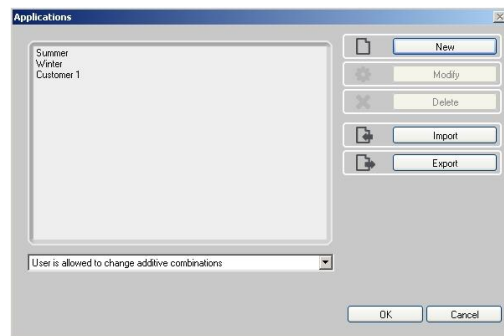 Applications
Summer
Winter
Customer 1
New
Modify
Delete
Import
Export
User is allowed to change additive combinations
OK
Cancel